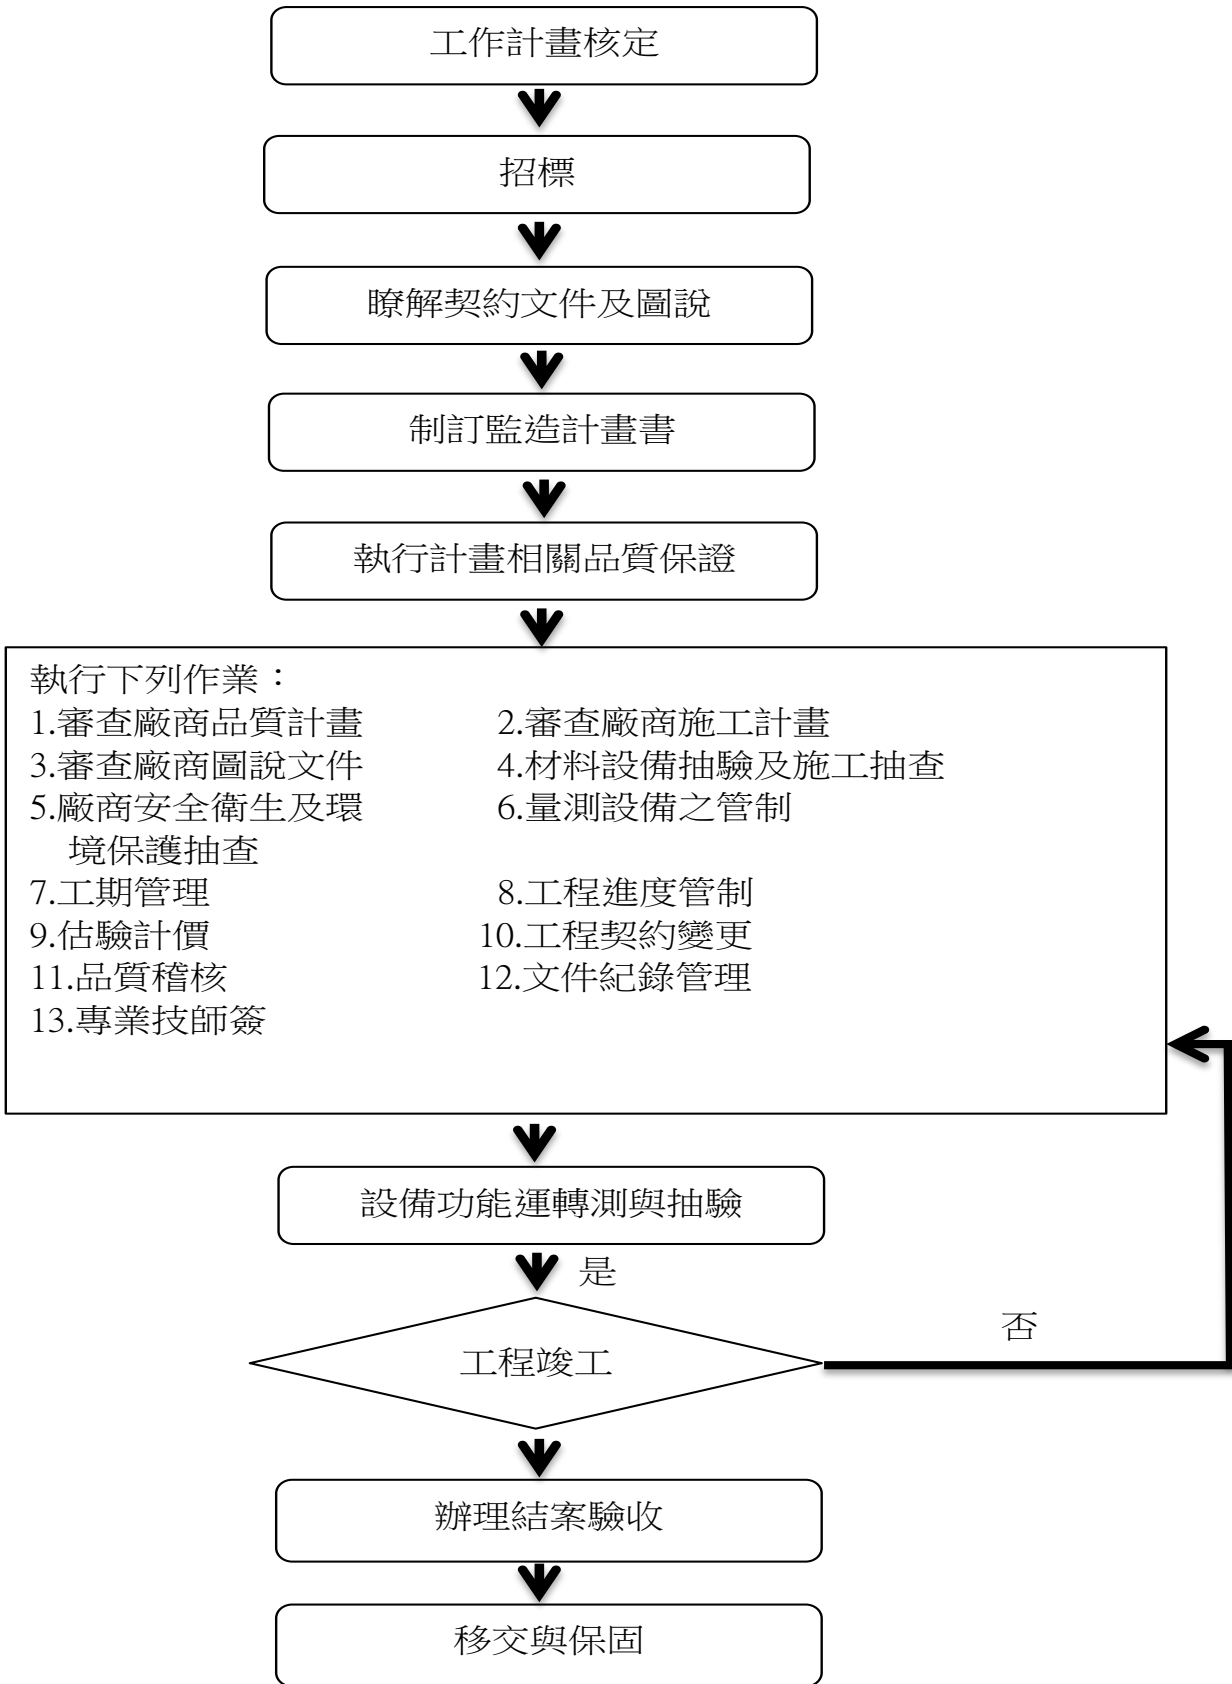 工作計畫核定
招標
瞭解契約文件及圖說
制訂監造計畫書
執行計畫相關品質保證
執行下列作業：
1.審查廠商品質計畫 2.審查廠商施工計畫
3.審查廠商圖說文件 4.材料設備抽驗及施工抽查
5.廠商安全衛生及環 6.量測設備之管制
境保護抽查
7.工期管理 8.工程進度管制
9.估驗計價 10.工程契約變更
11.品質稽核 12.文件紀錄管理
13.專業技師簽
設備功能運轉測與抽驗
是
工程竣工
否
辦理結案驗收
移交與保固